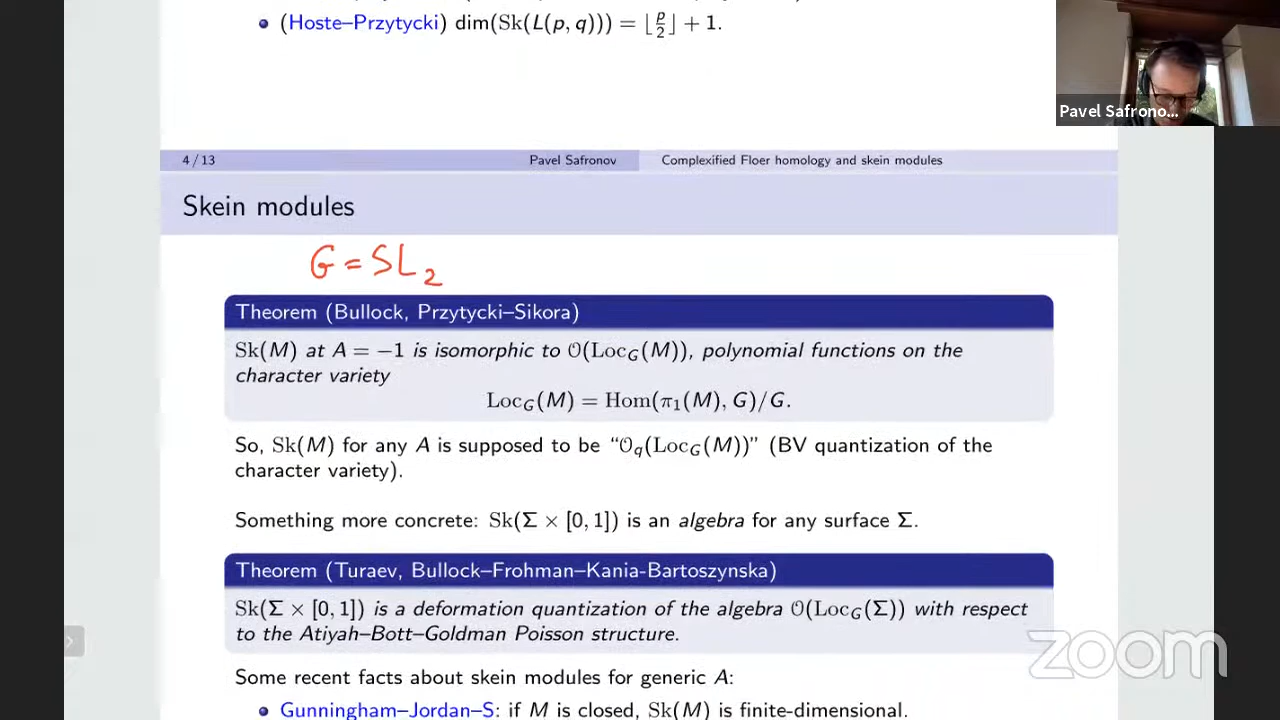 • (Hoste–Przytycki) dim(Sk(L(p, q))) = ⌊p/2⌋ + 1.
Pavel Safrono...
4 / 13 Pavel Safronov Complexified Floer homology and skein modules
Skein modules
G = SL₂
Theorem (Bullock, Przytycki–Sikora)
Sk(M) at A = −1 is isomorphic to O(Loc_G(M)), polynomial functions on the
character variety
Loc_G(M) = Hom(π₁(M), G)/G.
So, Sk(M) for any A is supposed to be “O_q(Loc_G(M))” (BV quantization of the
character variety).
Something more concrete: Sk(Σ × [0, 1]) is an algebra for any surface Σ.
Theorem (Turaev, Bullock–Frohman–Kania-Bartoszynska)
Sk(Σ × [0, 1]) is a deformation quantization of the algebra O(Loc_G(Σ)) with respect
to the Atiyah–Bott–Goldman Poisson structure.
zoom
Some recent facts about skein modules for generic A:
• Gunningham–Jordan–S: if M is closed, Sk(M) is finite-dimensional.